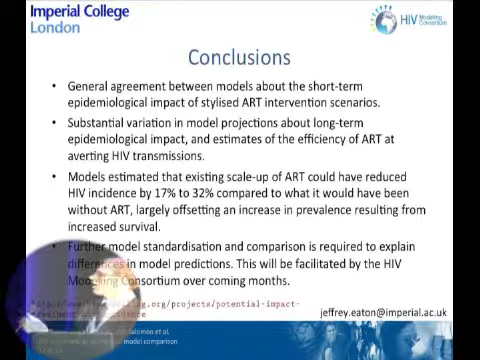 Imperial College
London
HIV Modelling
Consortium
Conclusions
• General agreement between models about the short-term
epidemiological impact of stylised ART intervention scenarios.
• Substantial variation in model projections about long-term
epidemiological impact, and estimates of the efficiency of ART at
averting HIV transmissions.
• Models estimated that existing scale-up of ART could have reduced
HIV incidence by 17% to 32% compared to what it would have been
without ART, largely offsetting an increase in prevalence resulting from
increased survival.
• Further model standardisation and comparison is required to explain
differences in model predictions. This will be facilitated by the HIV
Modelling Consortium over coming months.
.org/projects/potential-impact-
jeffrey.eaton@imperial.ac.uk
Salomon et al.
model comparison